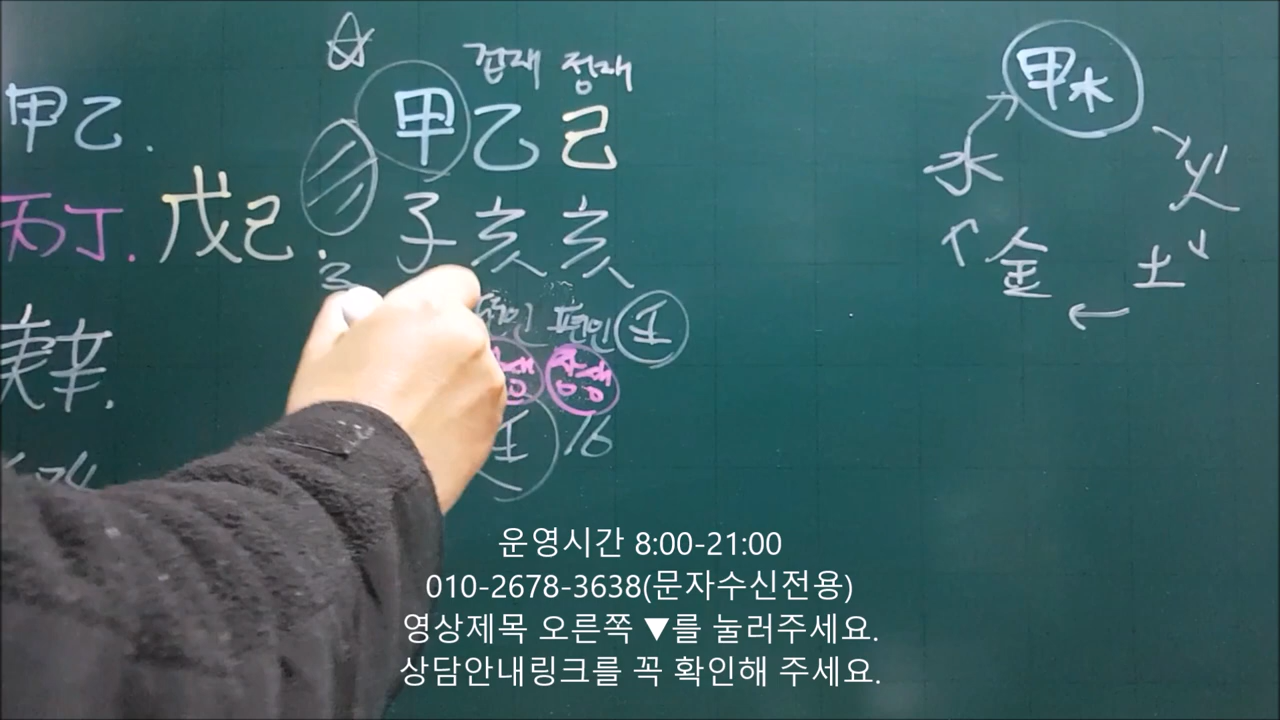 겁재 정재
甲乙. 甲乙己
丙丁. 戊己. 子亥亥
3
편인 壬
장생
壬 16
甲木
水 火
金 土
운영시간 8:00-21:00
010-2678-3638(문자수신전용)
영상제목 오른쪽 ▼를 눌러주세요.
상담안내링크를 꼭 확인해 주세요.